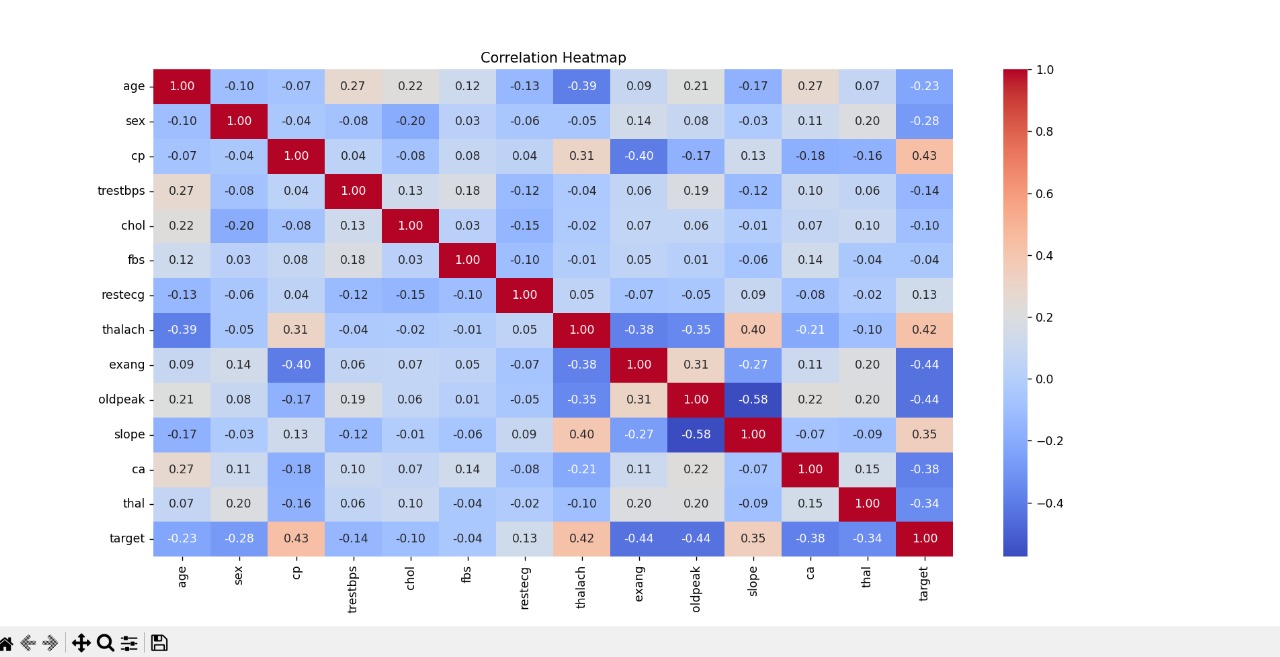 Correlation Heatmap
age 1.00 -0.10 -0.07 0.27 0.22 0.12 -0.13 -0.39 0.09 0.21 -0.17 0.27 0.07 -0.23
sex -0.10 1.00 -0.04 -0.08 -0.20 0.03 -0.06 -0.05 0.14 0.08 -0.03 0.11 0.20 -0.28
cp -0.07 -0.04 1.00 0.04 -0.08 0.08 0.04 0.31 -0.40 -0.17 0.13 -0.18 -0.16 0.43
trestbps 0.27 -0.08 0.04 1.00 0.13 0.18 -0.12 -0.04 0.06 0.19 -0.12 0.10 0.06 -0.14
chol 0.22 -0.20 -0.08 0.13 1.00 0.03 -0.15 -0.02 0.07 0.06 -0.01 0.07 0.10 -0.10
fbs 0.12 0.03 0.08 0.18 0.03 1.00 -0.10 -0.01 0.05 0.01 -0.06 0.14 -0.04 -0.04
restecg -0.13 -0.06 0.04 -0.12 -0.15 -0.10 1.00 0.05 -0.07 -0.05 0.09 -0.08 -0.02 0.13
thalach -0.39 -0.05 0.31 -0.04 -0.02 -0.01 0.05 1.00 -0.38 -0.35 0.40 -0.21 -0.10 0.42
exang 0.09 0.14 -0.40 0.06 0.07 0.05 -0.07 -0.38 1.00 0.31 -0.27 0.11 0.20 -0.44
oldpeak 0.21 0.08 -0.17 0.19 0.06 0.01 -0.05 -0.35 0.31 1.00 -0.58 0.22 0.20 -0.44
slope -0.17 -0.03 0.13 -0.12 -0.01 -0.06 0.09 0.40 -0.27 -0.58 1.00 -0.07 -0.09 0.35
ca 0.27 0.11 -0.18 0.10 0.07 0.14 -0.08 -0.21 0.11 0.22 -0.07 1.00 0.15 -0.38
thal 0.07 0.20 -0.16 0.06 0.10 -0.04 -0.02 -0.10 0.20 0.20 -0.09 0.15 1.00 -0.34
target -0.23 -0.28 0.43 -0.14 -0.10 -0.04 0.13 0.42 -0.44 -0.44 0.35 -0.38 -0.34 1.00
age sex cp trestbps chol fbs restecg thalach exang oldpeak slope ca thal target
1.0
0.8
0.6
0.4
0.2
0.0
−0.2
−0.4